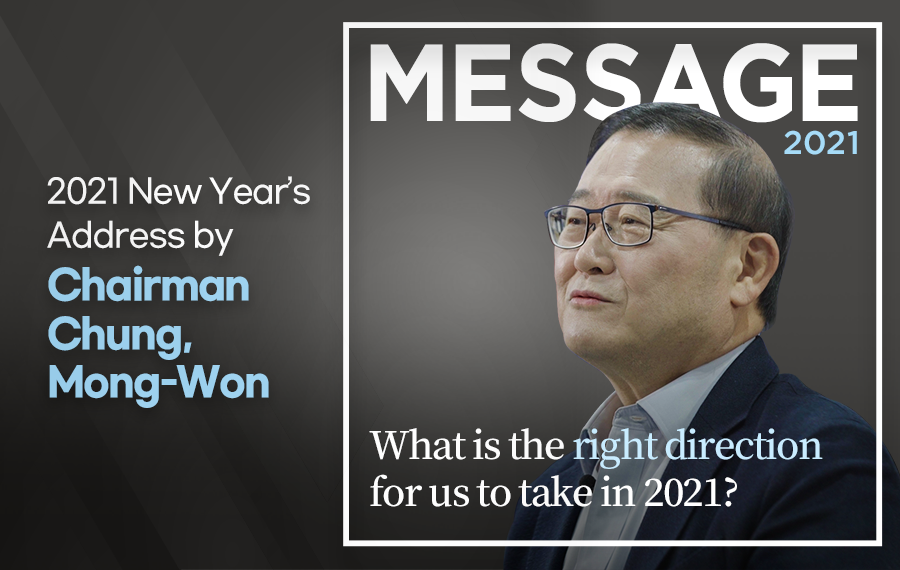 2021 New Year’s
Address by
Chairman
Chung,
Mong-Won
MESSAGE
2021
What is the right direction
for us to take in 2021?